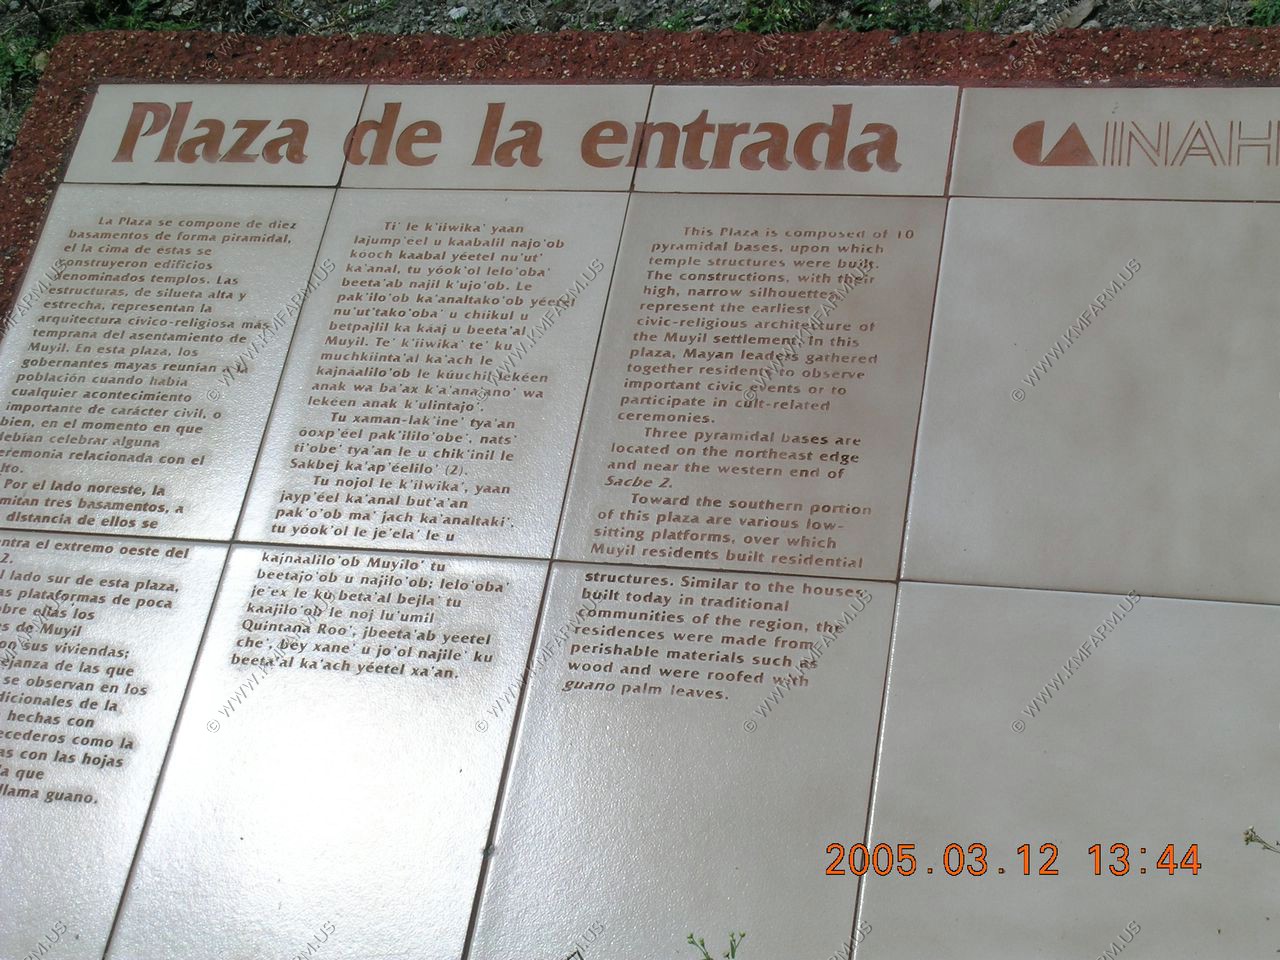 Plaza de la entrada
INAH
La Plaza se compone de diez
basamentos de forma piramidal,
el la cima de éstas se
construyeron edificios
denominados templos. Las
estructuras, de silueta alta y
estrecha, representan la
arquitectura cívico-religiosa más
temprana del asentamiento de
Muyil. En esta plaza, los
gobernantes mayas reunían a
población cuando había
cualquier acontecimiento
importante de carácter civil, o
bien, en el momento en que
debían celebrar alguna
ceremonia relacionada con el
Por el lado noreste, la
mitan tres basamentos, a
distancia de ellos se
el extremo oeste del
2.
lado sur de esta plaza,
plataformas de poca
ellas los
de Muyil
sus viviendas;
de las que
se observan en los
de la
hechas con
como la
con las hojas
que
llama guano.
Ti' le k'iiwika' yaan
lajump'éel u kaabalil najo'ob
kooch kaabal yéetel nu'ut'
ka'anal, tu yóok'ol lelo'oba'
beeta'ab najil k'ujo'ob. Le
pak'ilo'ob ka'analtako'ob yéetel
nu'ut'tako'oba' u chíikul u
betpajlil ka káaj u beeta'al
Muyil. Te' k'iiwika' te' ku
muchkíinta'al ka'ach le
kajnáalilo'ob le kúuchil lekéen
anak wa ba'ax k'a'ana'ano' wa
lekéen anak k'ulintajo'.
Tu xaman-lak'ine' tya'an
ooxp'éel pak'ililo'obe', nats'
ti'obe' tya'an le u chik'inil le
Sakbej ka'ap'éelilo' (2).
Tu nojol le k'iiwika', yaan
jayp'éel ka'anal but'a'an
pak'o'ob ma' jach ka'analtaki'.
tu yóok'ol le je'ela' le u
kajnáalilo'ob Muyilo' tu
beetajo'ob u najilo'ob; lelo'oba'
je'ex le ku beta'al bejla' tu
kaajilo'ob le noj lu'umil
Quintana Roo', jbeeta'ab yeetel
che', bey xane' u jo'ol najile' ku
beeta'al ka'ach yéetel xa'an.
This Plaza is composed of 10
pyramidal bases, upon which
temple structures were built.
The constructions, with their
high, narrow silhouettes
represent the earliest
civic-religious architecture of
the Muyil settlement. In this
plaza, Mayan leaders gathered
together residents to observe
important civic events or to
participate in cult-related
ceremonies.
Three pyramidal bases are
located on the northeast edge
and near the western end of
Sacbe 2.
Toward the southern portion
of this plaza are various low-
sitting platforms, over which
Muyil residents built residential
structures. Similar to the houses
built today in traditional
communities of the region, the
residences were made from
perishable materials such as
wood and were roofed with
guano palm leaves.
2005.03.12 13:44
© WWW.KMFARM.US